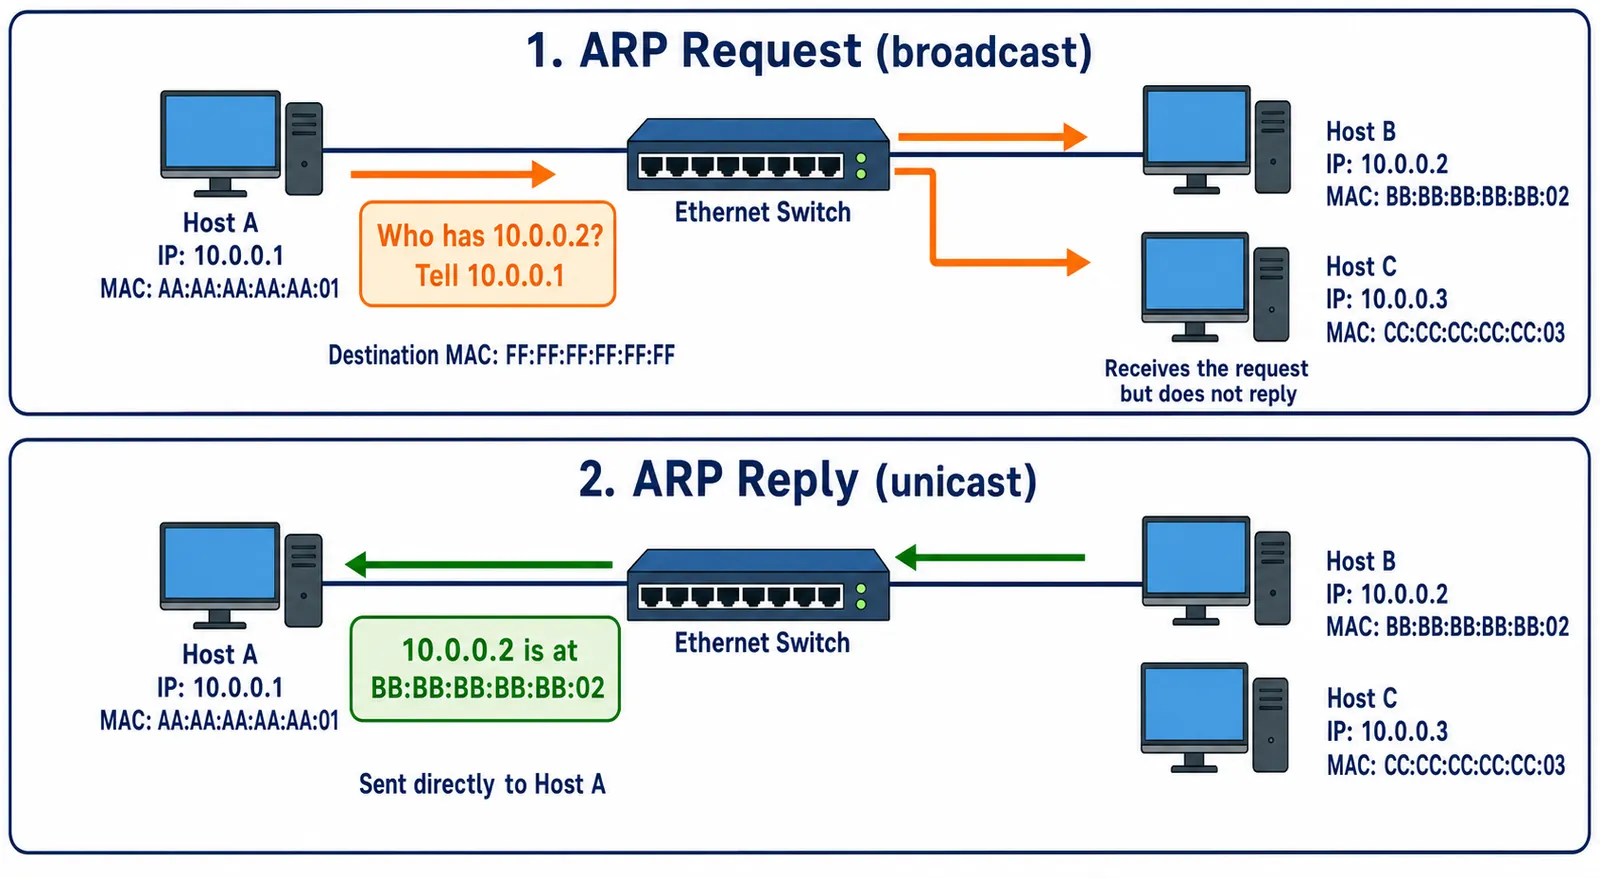 1. ARP Request (broadcast)
Host A
IP: 10.0.0.1
MAC: AA:AA:AA:AA:AA:01
Who has 10.0.0.2?
Tell 10.0.0.1
Destination MAC: FF:FF:FF:FF:FF:FF
Ethernet Switch
Host B
IP: 10.0.0.2
MAC: BB:BB:BB:BB:BB:02
Host C
IP: 10.0.0.3
MAC: CC:CC:CC:CC:CC:03
Receives the request
but does not reply
2. ARP Reply (unicast)
Host A
IP: 10.0.0.1
MAC: AA:AA:AA:AA:AA:01
10.0.0.2 is at
BB:BB:BB:BB:BB:02
Sent directly to Host A
Ethernet Switch
Host B
IP: 10.0.0.2
MAC: BB:BB:BB:BB:BB:02
Host C
IP: 10.0.0.3
MAC: CC:CC:CC:CC:CC:03